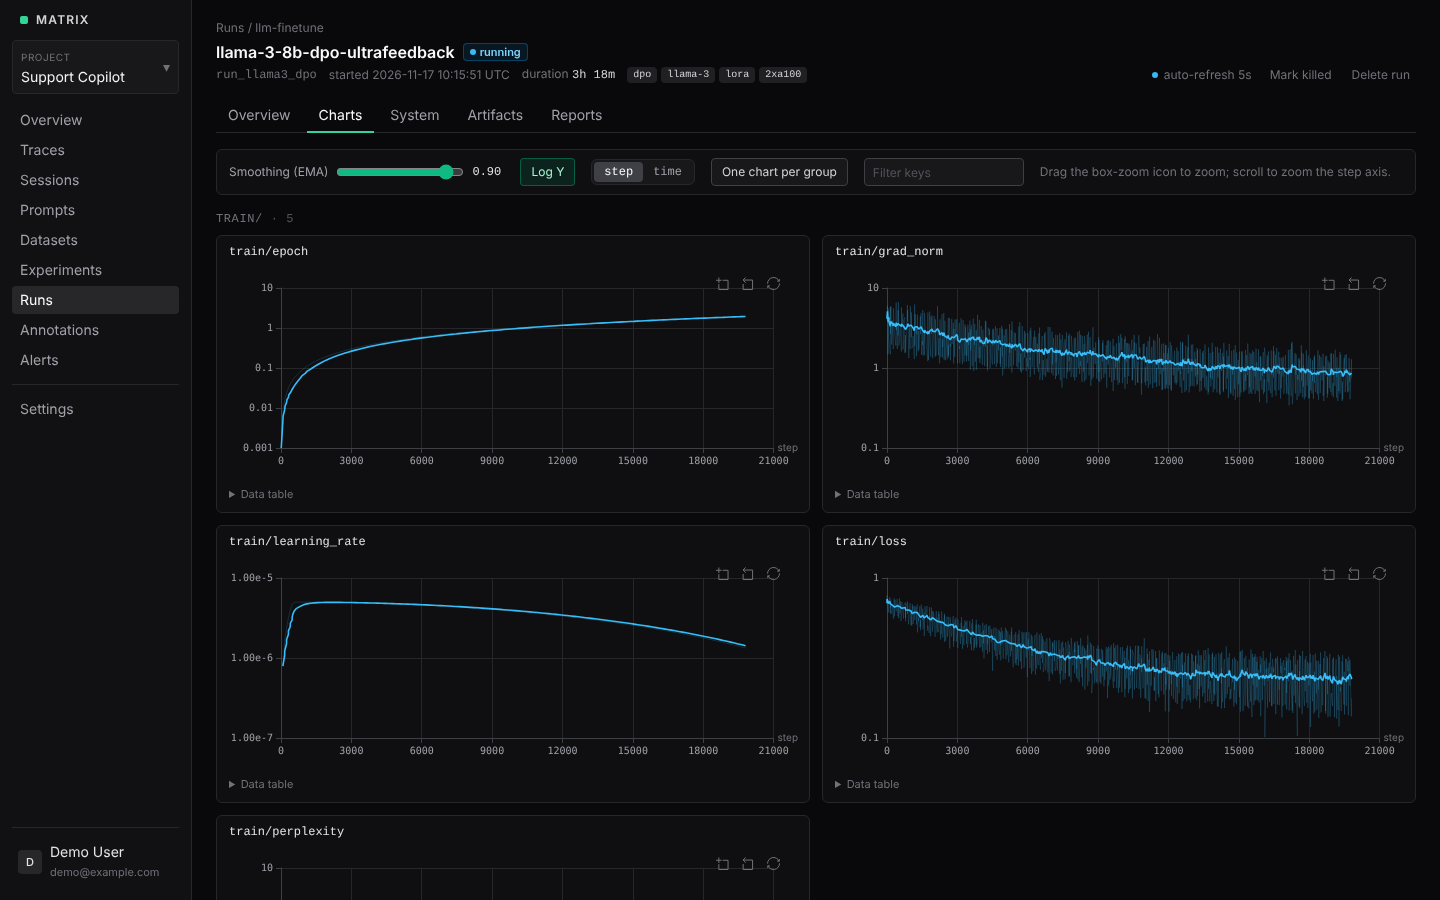 MATRIX
PROJECT
Support Copilot
Overview
Traces
Sessions
Prompts
Datasets
Experiments
Runs
Annotations
Alerts
Settings
D
Demo User
demo@example.com
Runs / llm-finetune
llama-3-8b-dpo-ultrafeedback
running
run_llama3_dpo started 2026-11-17 10:15:51 UTC duration 3h 18m dpo llama-3 lora 2xa100
auto-refresh 5s Mark killed Delete run
Overview Charts System Artifacts Reports
Smoothing (EMA) 0.90 Log Y step time One chart per group Filter keys Drag the box-zoom icon to zoom; scroll to zoom the step axis.
TRAIN/ · 5
train/epoch
10
1
0.1
0.01
0.001
step
0 3000 6000 9000 12000 15000 18000 21000
Data table
train/grad_norm
10
1
0.1
step
0 3000 6000 9000 12000 15000 18000 21000
Data table
train/learning_rate
1.00e-5
1.00e-6
1.00e-7
step
0 3000 6000 9000 12000 15000 18000 21000
Data table
train/loss
1
0.1
step
0 3000 6000 9000 12000 15000 18000 21000
Data table
train/perplexity
10